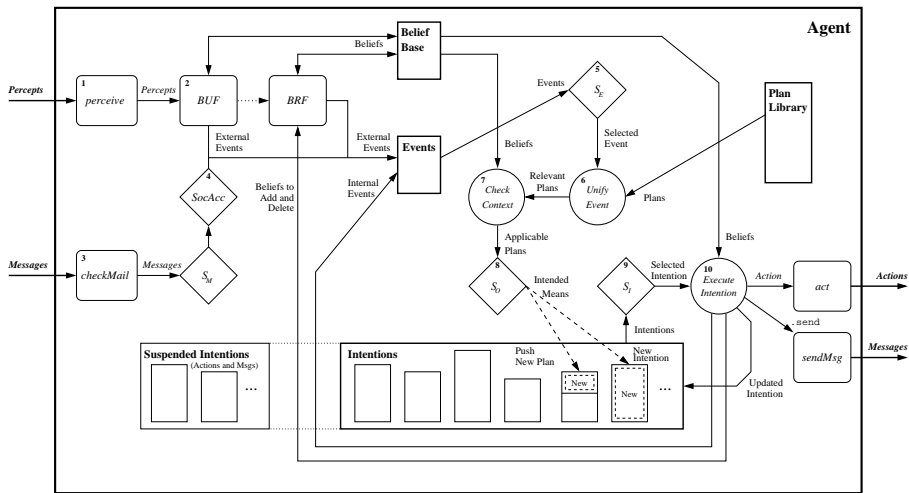 Agent
Belief
Base
Beliefs
1
perceive
Percepts
Percepts
2
BUF
BRF
5
S_E
Events
Plan
Library
External
Events
External
Events
Events
Selected
Event
Beliefs
4
SocAcc
Beliefs to
Add and
Delete
Internal
Events
7
Check
Context
Relevant
Plans
6
Unify
Event
Plans
3
checkMail
Messages
Messages
S_M
Applicable
Plans
Beliefs
8
S_O
Intended
Means
9
S_I
Selected
Intention
10
Execute
Intention
Action
act
Actions
.send
sendMsg
Messages
Intentions
Suspended Intentions
(Actions and Msgs)
...
Intentions
Push
New Plan
New
Intention
New
New
...
Updated
Intention